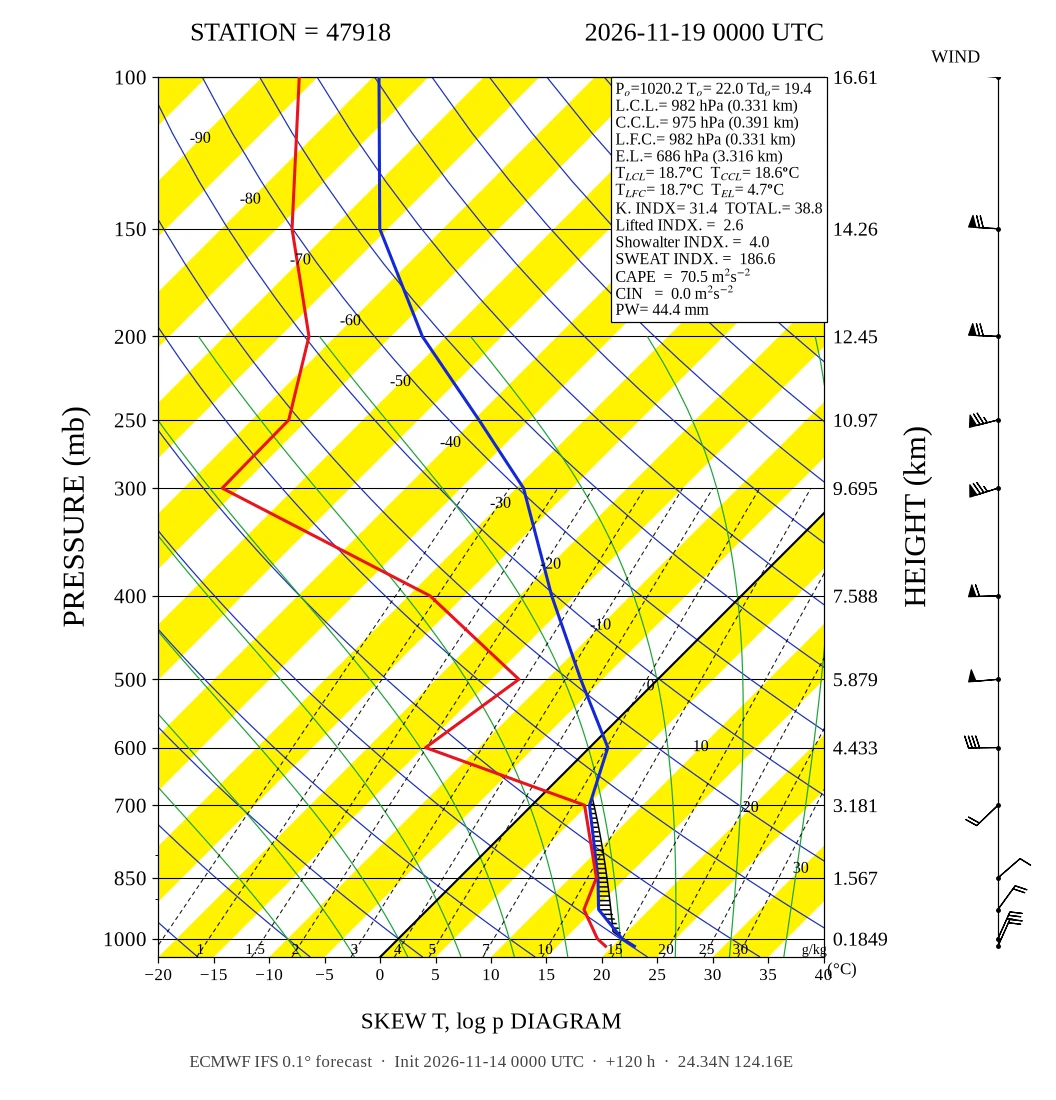 STATION = 47918 2026-11-19 0000 UTC
WIND
100 16.61
Pₒ=1020.2 Tₒ= 22.0 Tdₒ= 19.4
L.C.L.= 982 hPa (0.331 km)
C.C.L.= 975 hPa (0.391 km)
L.F.C.= 982 hPa (0.331 km)
E.L.= 686 hPa (3.316 km)
T_LCL= 18.7°C T_CCL= 18.6°C
T_LFC= 18.7°C T_EL= 4.7°C
K. INDX= 31.4 TOTAL.= 38.8
Lifted INDX. = 2.6
Showalter INDX. = 4.0
SWEAT INDX. = 186.6
CAPE = 70.5 m²s⁻²
CIN = 0.0 m²s⁻²
PW= 44.4 mm
-90
-80
150 14.26
-70
-60
200 12.45
-50
250 10.97
-40
300 9.695
-30
PRESSURE (mb)
HEIGHT (km)
-20
400 7.588
-10
500 5.879
0
10
600 4.433
700 3.181
20
30
850 1.567
1000 0.1849
1 1.5 2 3 4 5 7 10 15 20 25 30 g/kg
−20 −15 −10 −5 0 5 10 15 20 25 30 35 40 (°C)
SKEW T, log p DIAGRAM
ECMWF IFS 0.1° forecast · Init 2026-11-14 0000 UTC · +120 h · 24.34N 124.16E